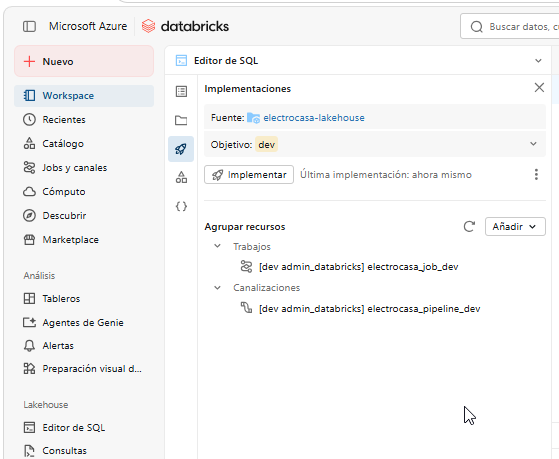 Microsoft Azure
databricks
Buscar datos, cu
Nuevo
Workspace
Recientes
Catálogo
Jobs y canales
Cómputo
Descubrir
Marketplace
Análisis
Tableros
Agentes de Genie
Alertas
Preparación visual d...
Lakehouse
Editor de SQL
Consultas
Editor de SQL
Implementaciones
Fuente: electrocasa-lakehouse
Objetivo: dev
Implementar Última implementación: ahora mismo
Agrupar recursos Añadir
Trabajos
[dev admin_databricks] electrocasa_job_dev
Canalizaciones
[dev admin_databricks] electrocasa_pipeline_dev